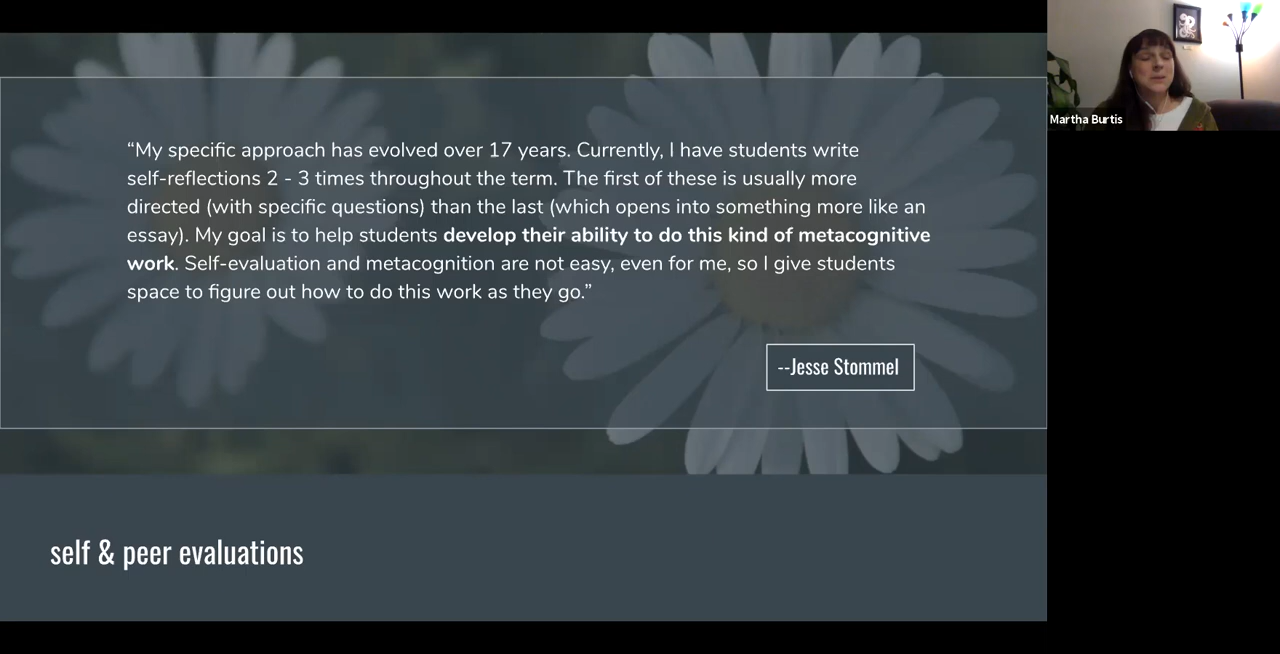 “My specific approach has evolved over 17 years. Currently, I have students write
self-reflections 2 - 3 times throughout the term. The first of these is usually more
directed (with specific questions) than the last (which opens into something more like an
essay). My goal is to help students develop their ability to do this kind of metacognitive
work. Self-evaluation and metacognition are not easy, even for me, so I give students
space to figure out how to do this work as they go.”
--Jesse Stommel
self & peer evaluations
Martha Burtis